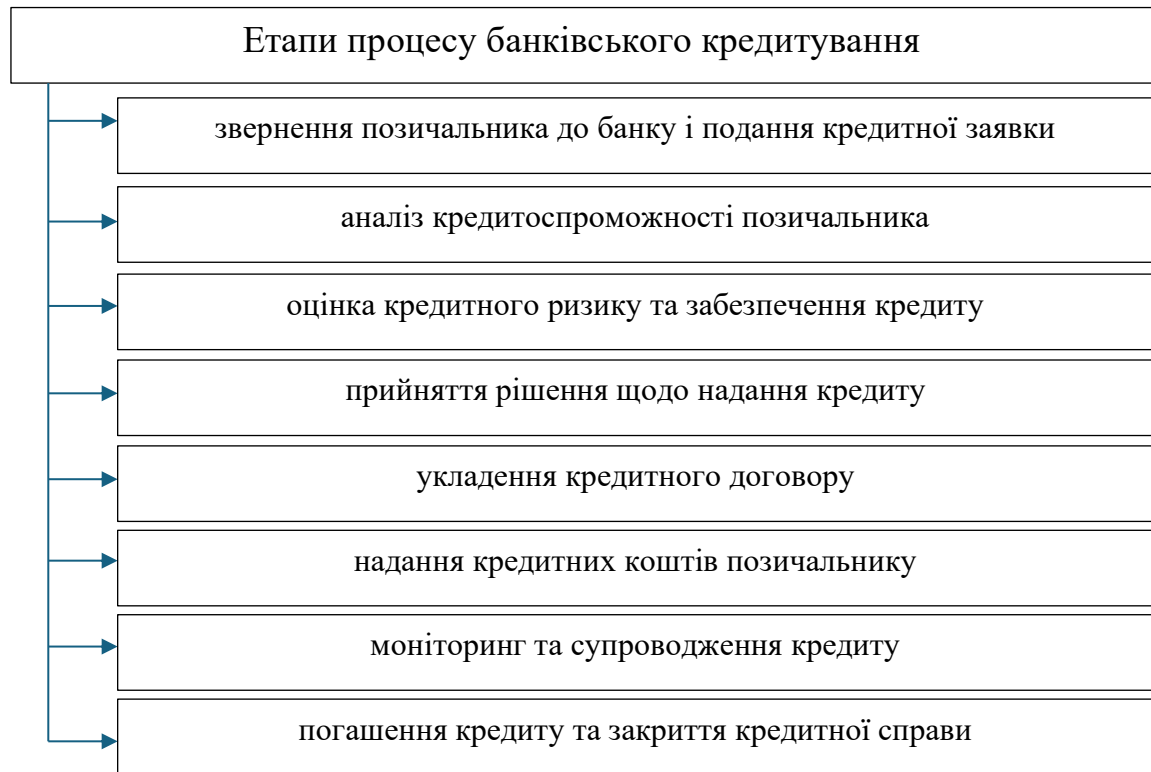 Етапи процесу банківського кредитування
звернення позичальника до банку і подання кредитної заявки
аналіз кредитоспроможності позичальника
оцінка кредитного ризику та забезпечення кредиту
прийняття рішення щодо надання кредиту
укладення кредитного договору
надання кредитних коштів позичальнику
моніторинг та супроводження кредиту
погашення кредиту та закриття кредитної справи